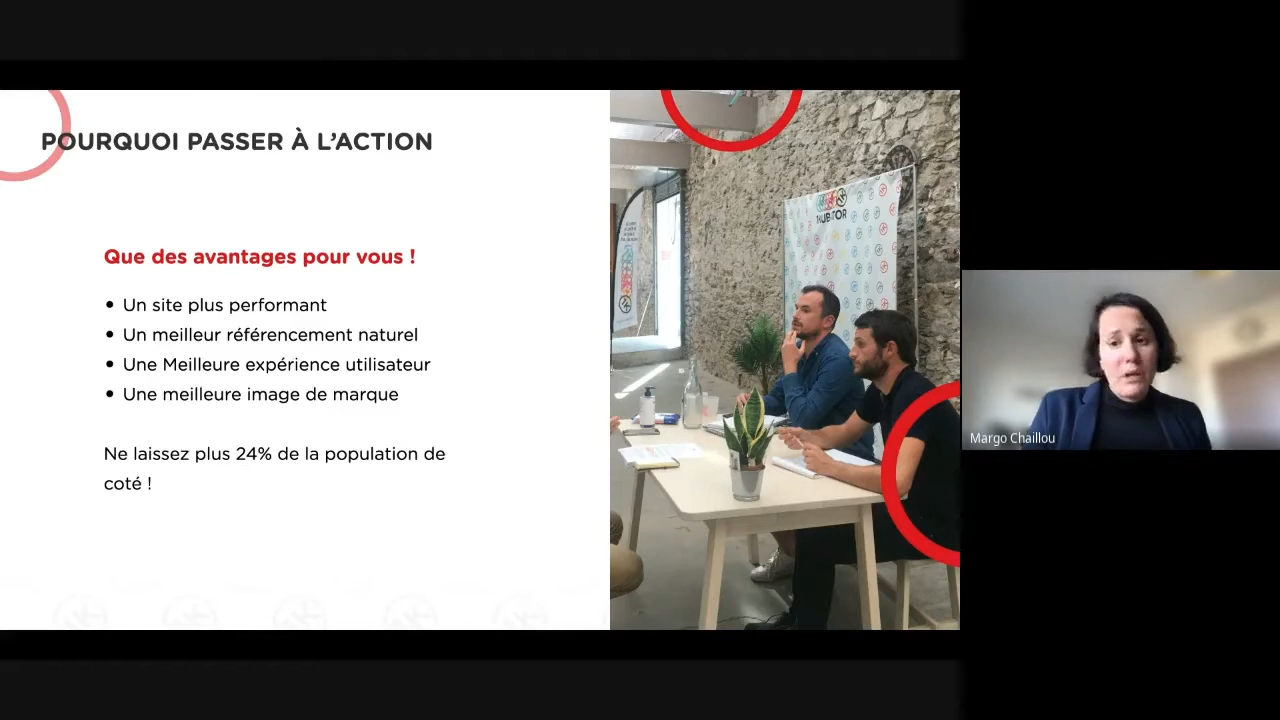 POURQUOI PASSER À L’ACTION
Que des avantages pour vous !
• Un site plus performant
• Un meilleur référencement naturel
• Une Meilleure expérience utilisateur
• Une meilleure image de marque
Ne laissez plus 24% de la population de
coté !
Margo Chaillou